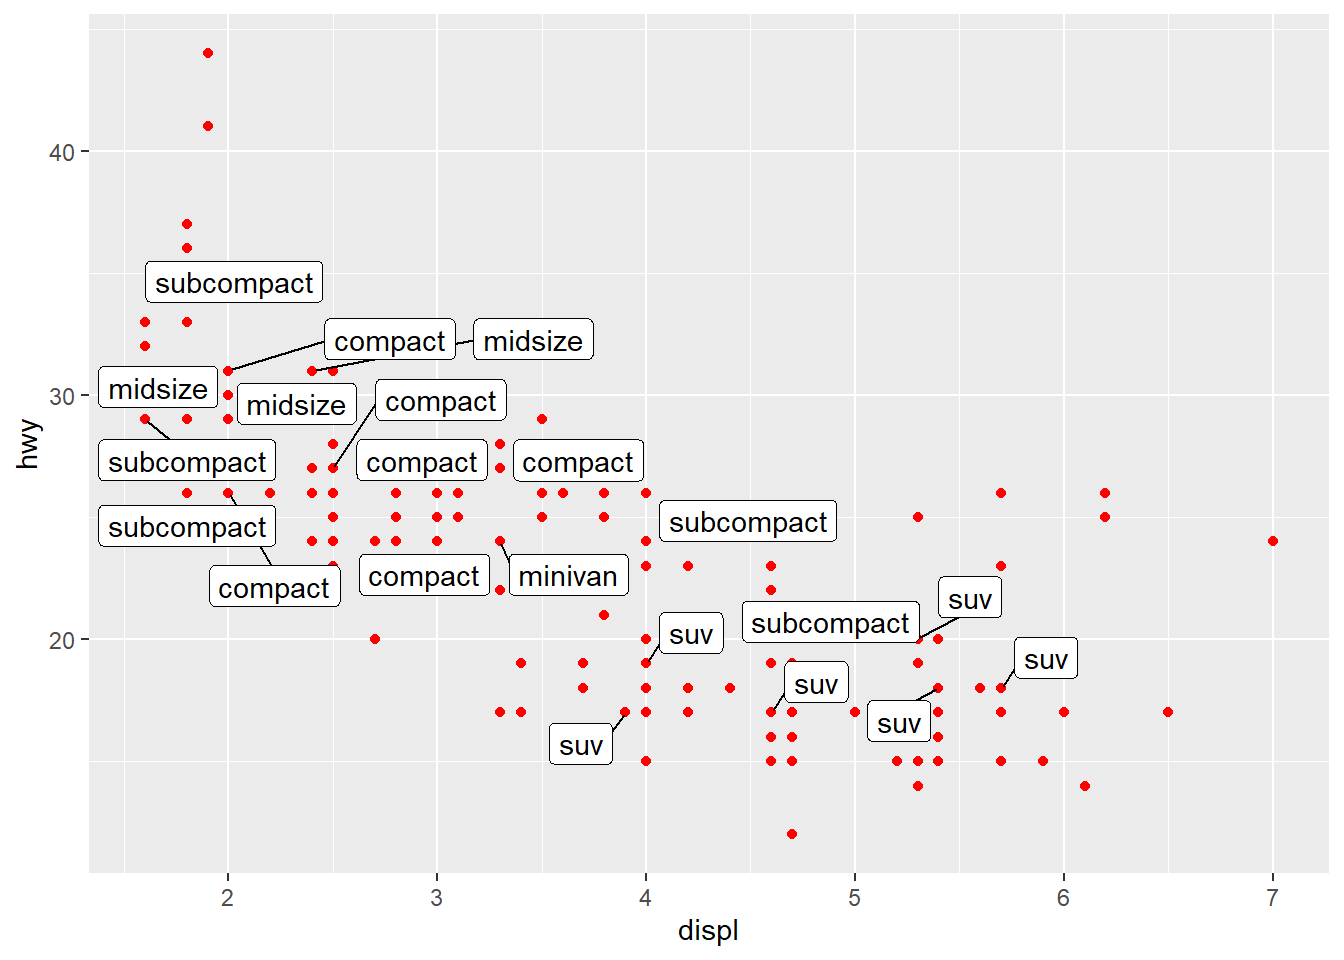 40
subcompact
compact
midsize
midsize
midsize
compact
30
hwy
subcompact
compact
compact
subcompact
subcompact
compact
compact
minivan
suv
subcompact
suv
20
suv
suv
suv
suv
2
3
4
5
6
7
displ